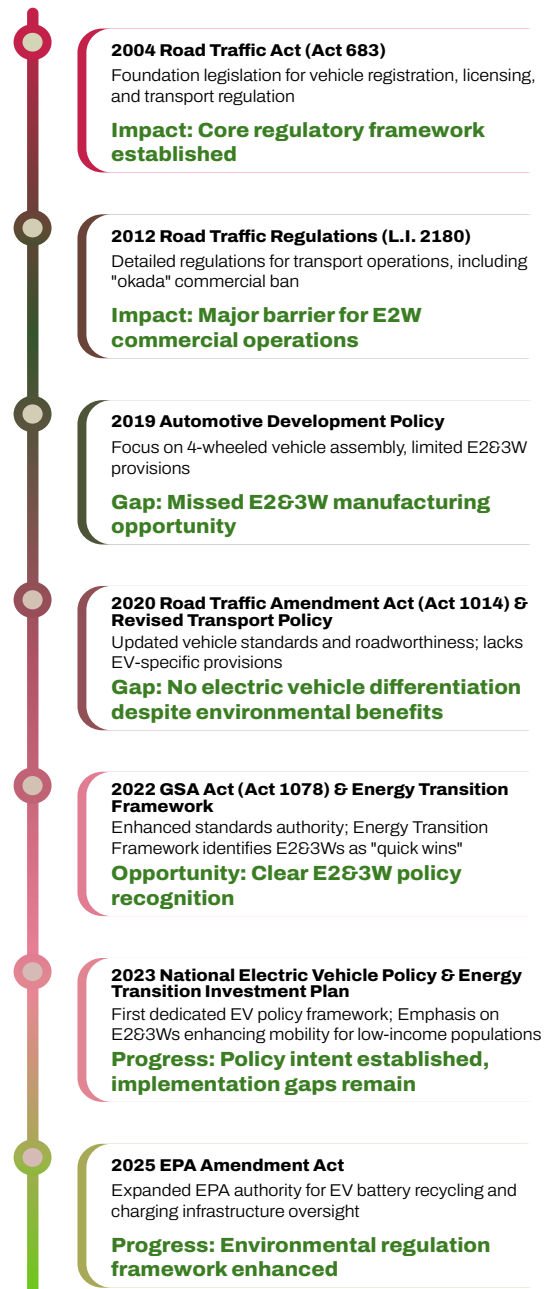 2004 Road Traffic Act (Act 683)
Foundation legislation for vehicle registration, licensing,
and transport regulation
Impact: Core regulatory framework
established
2012 Road Traffic Regulations (L.I. 2180)
Detailed regulations for transport operations, including
"okada" commercial ban
Impact: Major barrier for E2W
commercial operations
2019 Automotive Development Policy
Focus on 4-wheeled vehicle assembly, limited E2&3W
provisions
Gap: Missed E2&3W manufacturing
opportunity
2020 Road Traffic Amendment Act (Act 1014) &
Revised Transport Policy
Updated vehicle standards and roadworthiness; lacks
EV-specific provisions
Gap: No electric vehicle differentiation
despite environmental benefits
2022 GSA Act (Act 1078) & Energy Transition
Framework
Enhanced standards authority; Energy Transition
Framework identifies E2&3Ws as "quick wins"
Opportunity: Clear E2&3W policy
recognition
2023 National Electric Vehicle Policy & Energy
Transition Investment Plan
First dedicated EV policy framework; Emphasis on
E2&3Ws enhancing mobility for low-income populations
Progress: Policy intent established,
implementation gaps remain
2025 EPA Amendment Act
Expanded EPA authority for EV battery recycling and
charging infrastructure oversight
Progress: Environmental regulation
framework enhanced